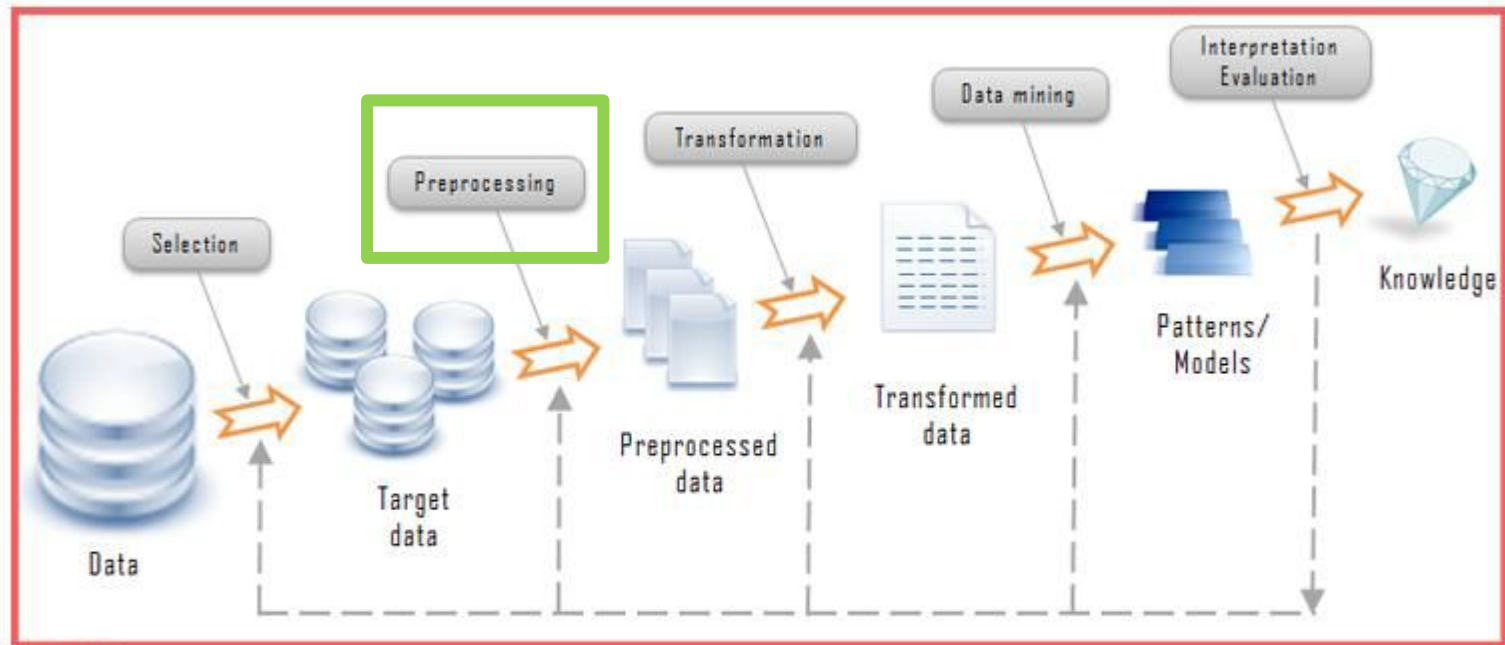 Interpretation
Evaluation
Data mining
Transformation
Preprocessing
Selection
Knowledge
Patterns/
Models
Transformed
data
Preprocessed
data
Target
data
Data